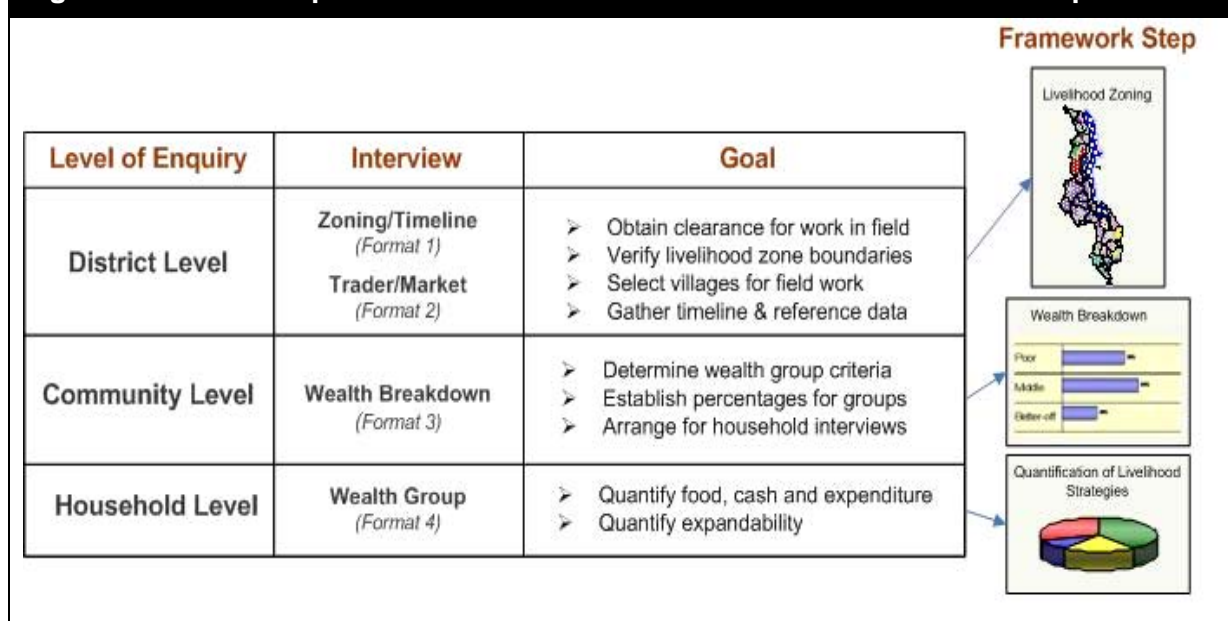 Framework Step
Livelihood Zoning
Level of Enquiry
Interview
Goal
District Level
Zoning/Timeline
(Format 1)
Trader/Market
(Format 2)
➢ Obtain clearance for work in field
➢ Verify livelihood zone boundaries
➢ Select villages for field work
➢ Gather timeline & reference data
Wealth Breakdown
Poor
Middle
Better-off
Community Level
Wealth Breakdown
(Format 3)
➢ Determine wealth group criteria
➢ Establish percentages for groups
➢ Arrange for household interviews
Household Level
Wealth Group
(Format 4)
➢ Quantify food, cash and expenditure
➢ Quantify expandability
Quantification of Livelihood
Strategies